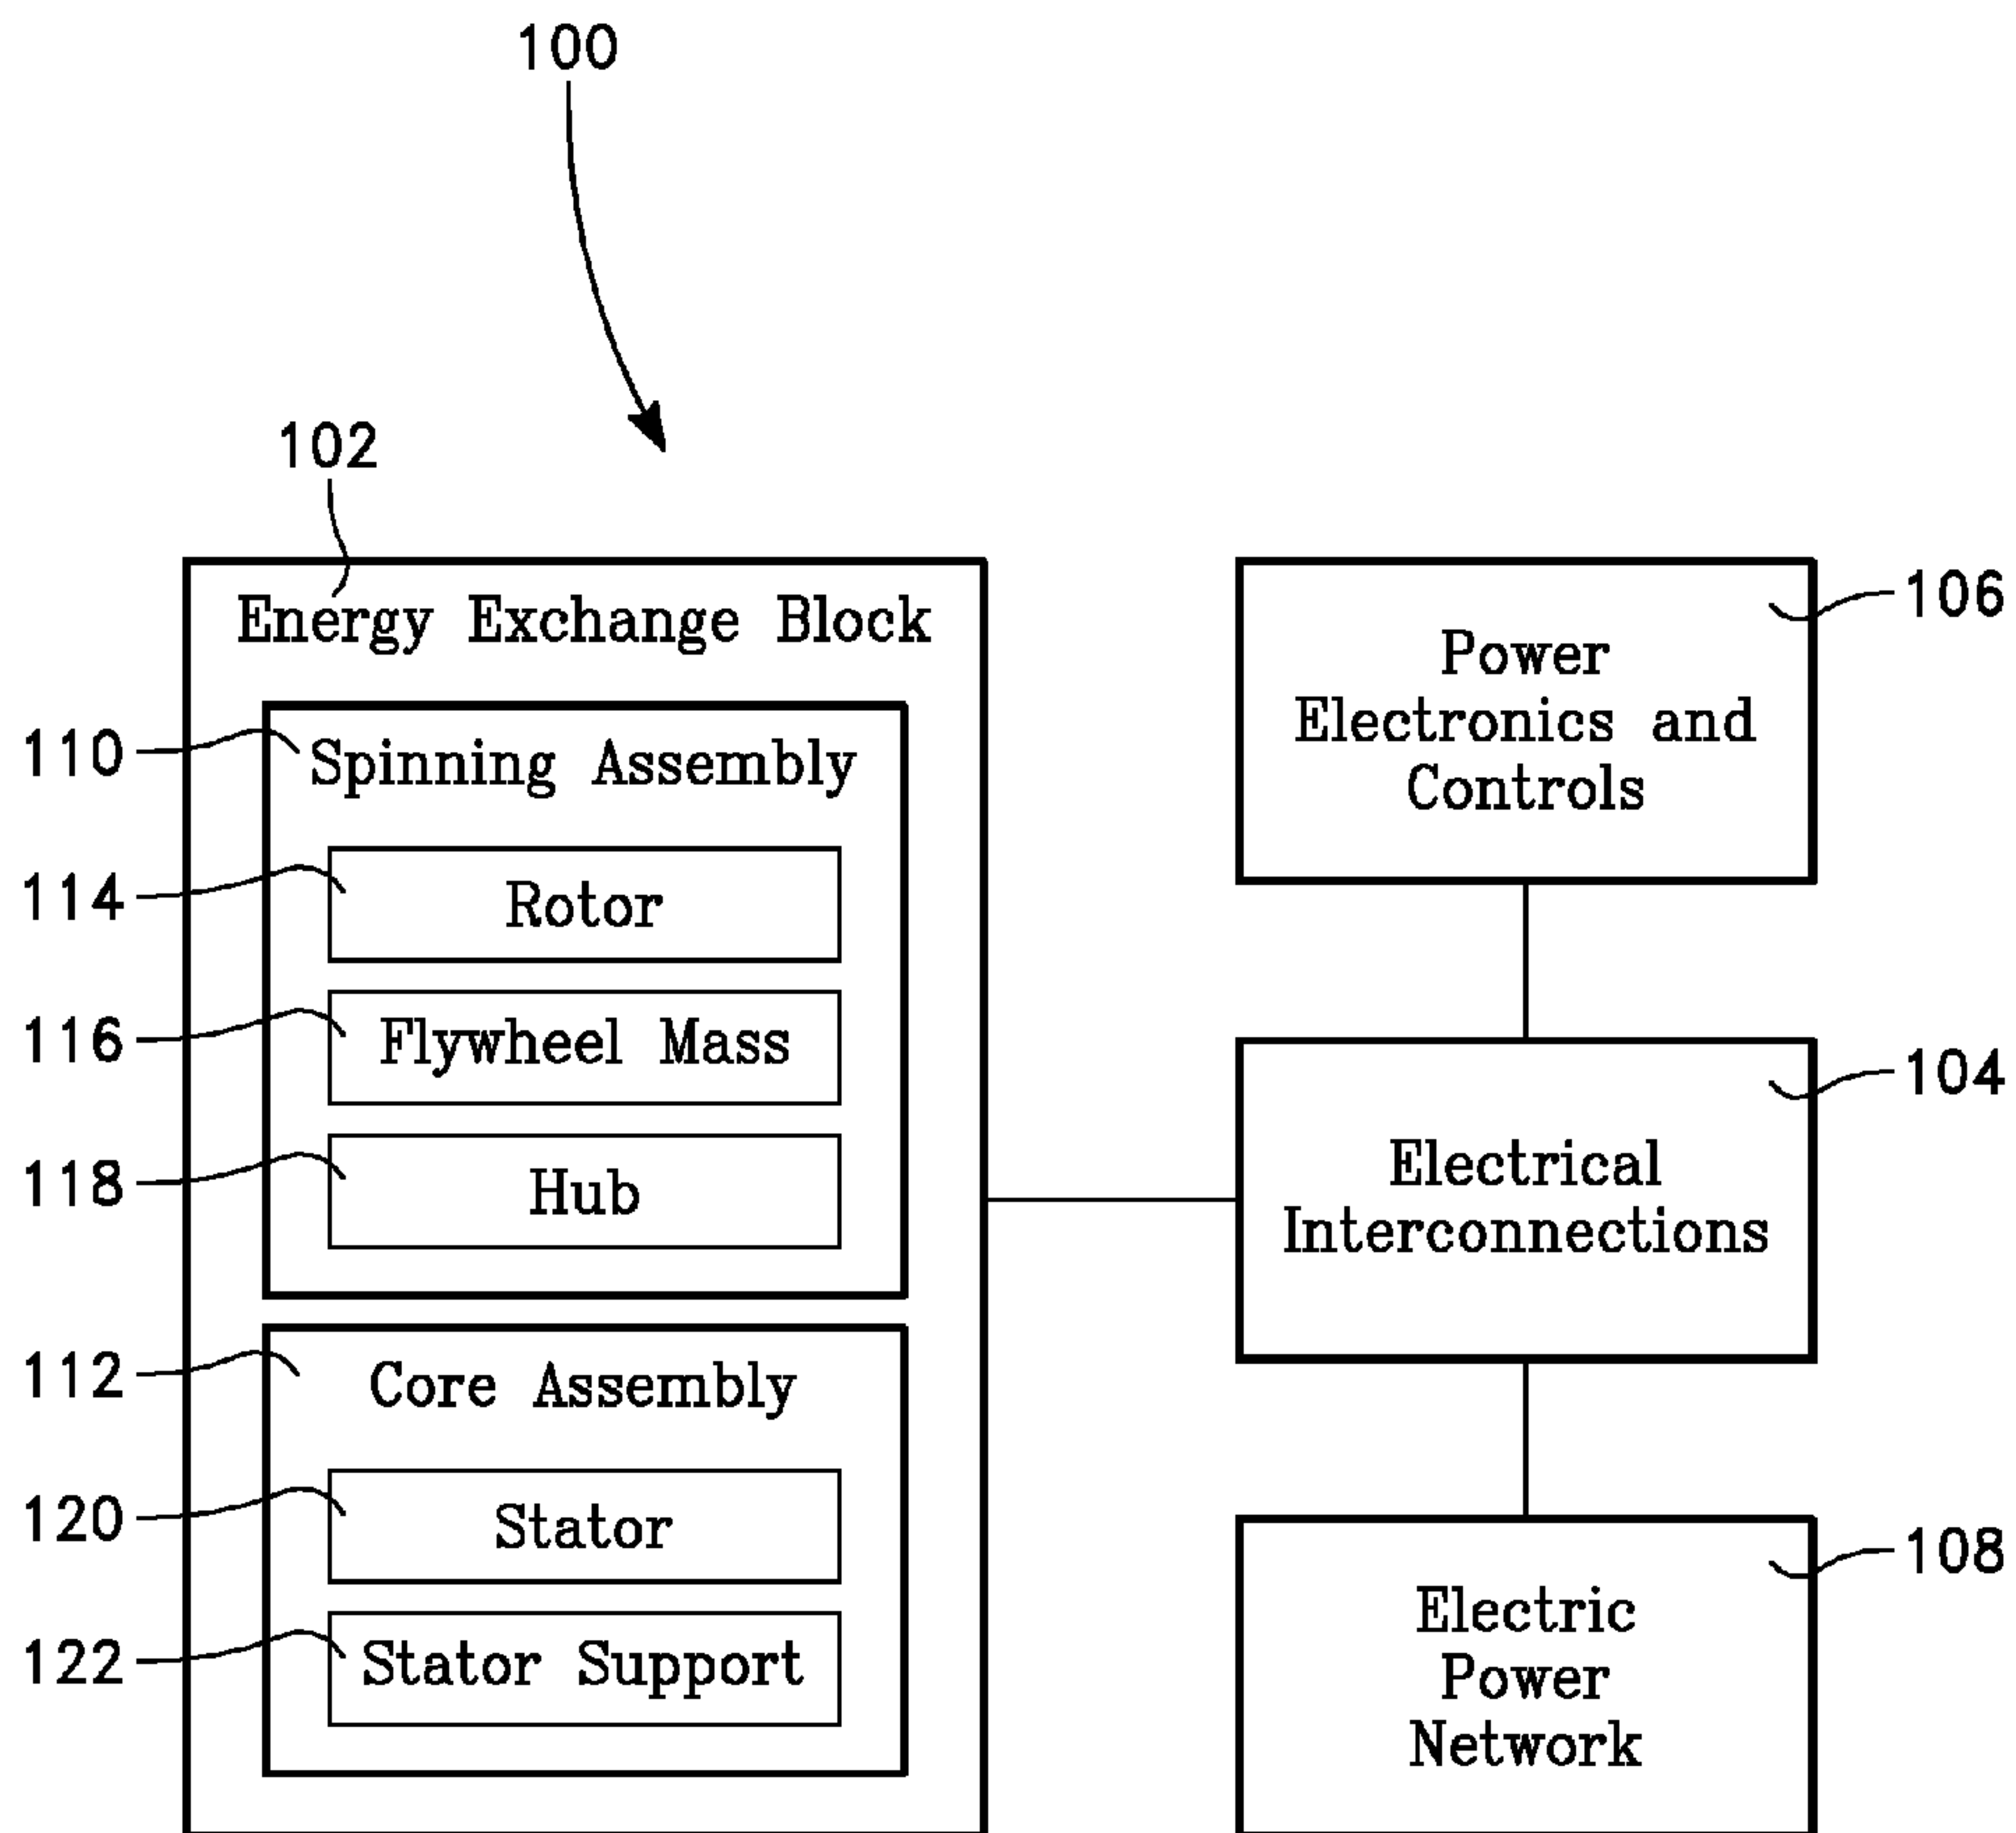 100
102
Energy Exchange Block
110
Spinning Assembly
114
Rotor
116
Flywheel Mass
118
Hub
112
Core Assembly
120
Stator
122
Stator Support
106
Power
Electronics and
Controls
104
Electrical
Interconnections
108
Electric
Power
Network